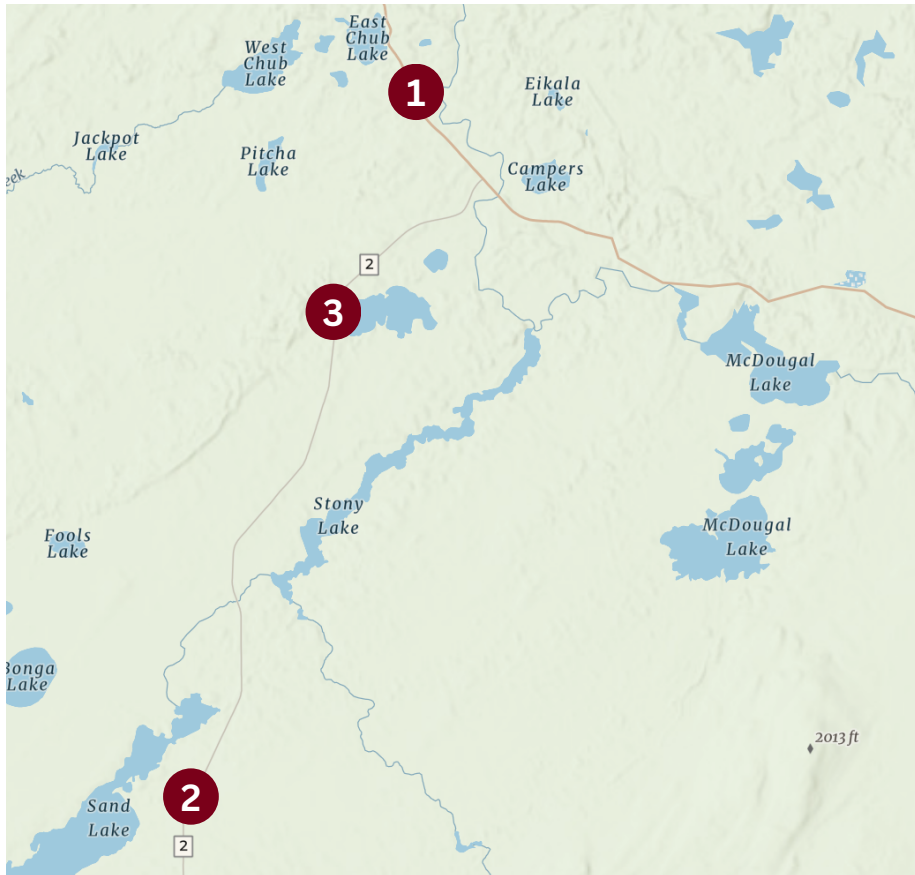 East
Chub
Lake
West
Chub
Lake
1
Eikala
Lake
Jackpot
Lake
Pitcha
Lake
Campers
Lake
eek
2
3
McDougal
Lake
Stony
Lake
McDougal
Lake
Fools
Lake
Bonga
Lake
2013 ft
2
Sand
Lake
2